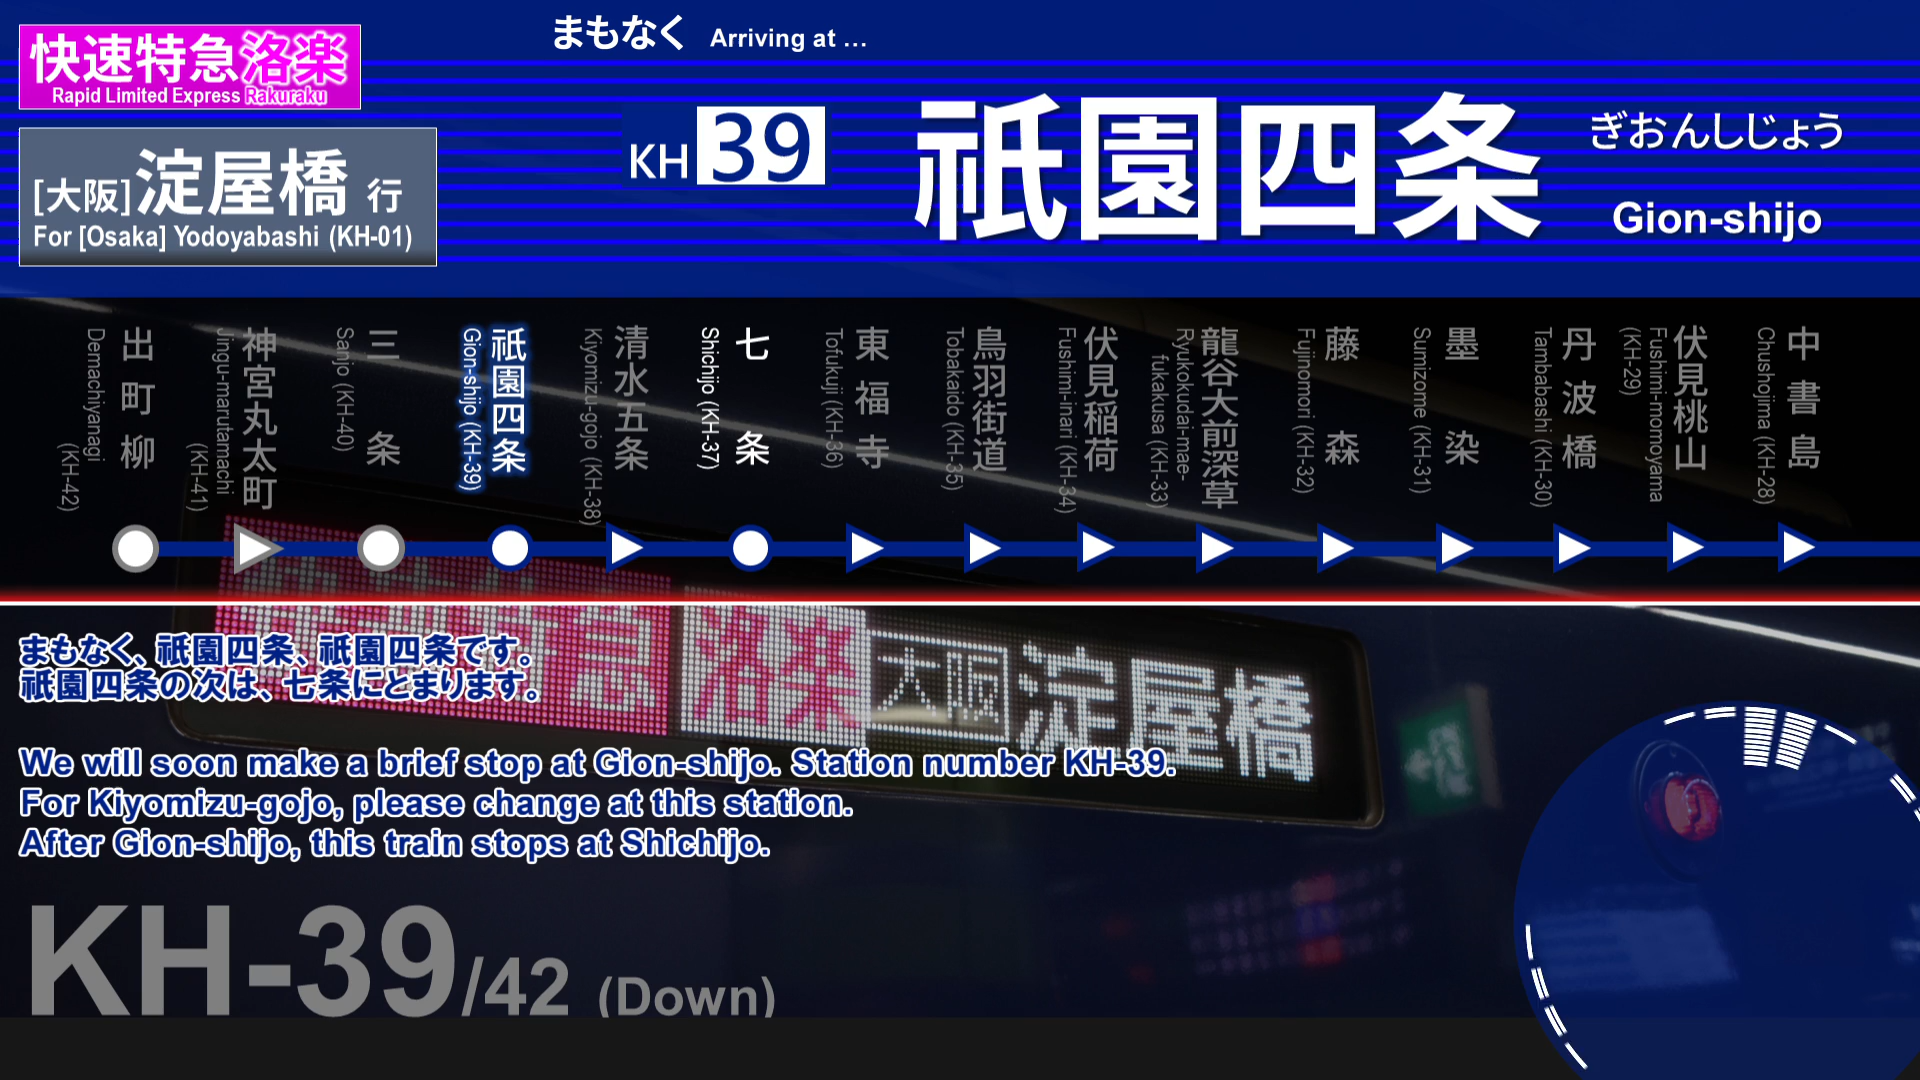 快速特急洛楽
Rapid Limited Express Rakuraku
[大阪]淀屋橋 行
For [Osaka] Yodoyabashi (KH-01)
まもなく Arriving at ...
KH 39
祇園四条
ぎおんしじょう
Gion-shijo
出町柳
Demachiyanagi
(KH-42)
神宮丸太町
Jingu-marutamachi
(KH-41)
三条
Sanjo (KH-40)
祇園四条
Gion-shijo (KH-39)
清水五条
Kiyomizu-gojo (KH-38)
七条
Shichijo (KH-37)
東福寺
Tofukuji (KH-36)
鳥羽街道
Tobakaido (KH-35)
伏見稲荷
Fushimi-inari (KH-34)
龍谷大前深草
Ryukokudai-mae-
fukakusa (KH-33)
藤森
Fujinomori (KH-32)
墨染
Sumizome (KH-31)
丹波橋
Tambabashi (KH-30)
伏見桃山
Fushimi-momoyama
(KH-29)
中書島
Chushojima (KH-28)
まもなく、祇園四条、祇園四条です。
祇園四条の次は、七条にとまります。
洛楽
大阪淀屋橋
We will soon make a brief stop at Gion-shijo. Station number KH-39.
For Kiyomizu-gojo, please change at this station.
After Gion-shijo, this train stops at Shichijo.
KH-39/42 (Down)